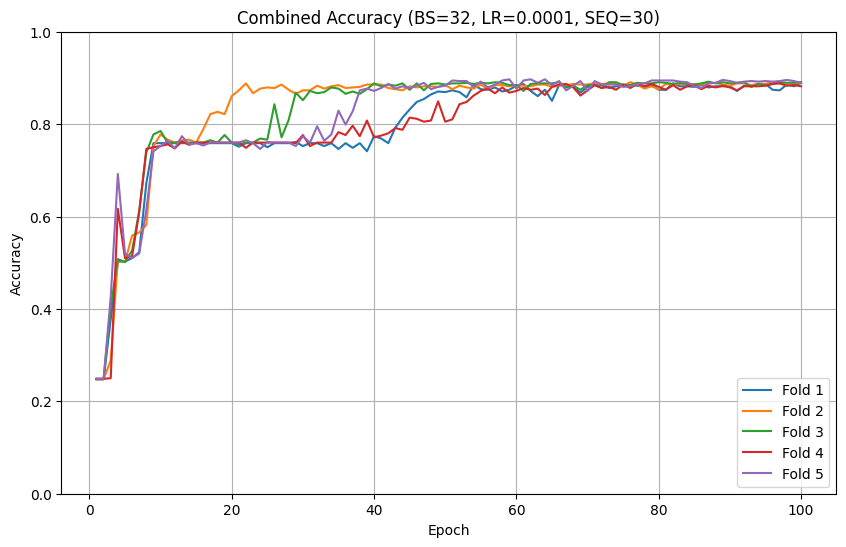 Combined Accuracy (BS=32, LR=0.0001, SEQ=30)
Accuracy
1.0
0.8
0.6
0.4
0.2
0.0
0 20 40 60 80 100
Epoch
Fold 1
Fold 2
Fold 3
Fold 4
Fold 5